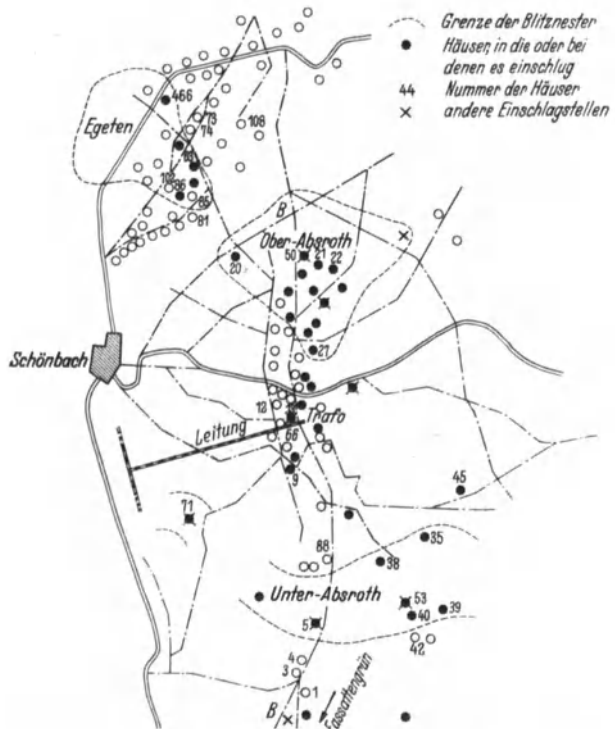 Grenze der Blitznester
Häuser, in die oder bei
denen es einschlug
44 Nummer der Häuser
andere Einschlagstellen
466
Egeten
73
74
108
102
86
85
81
B
Ober-Absroth
50 21 22
20
27
Schönbach
12
Trafo
Leitung
66
9
45
71
35
88
38
Unter-Absroth
53
39
40
5
42
4
3
1
B
Fassattengrün